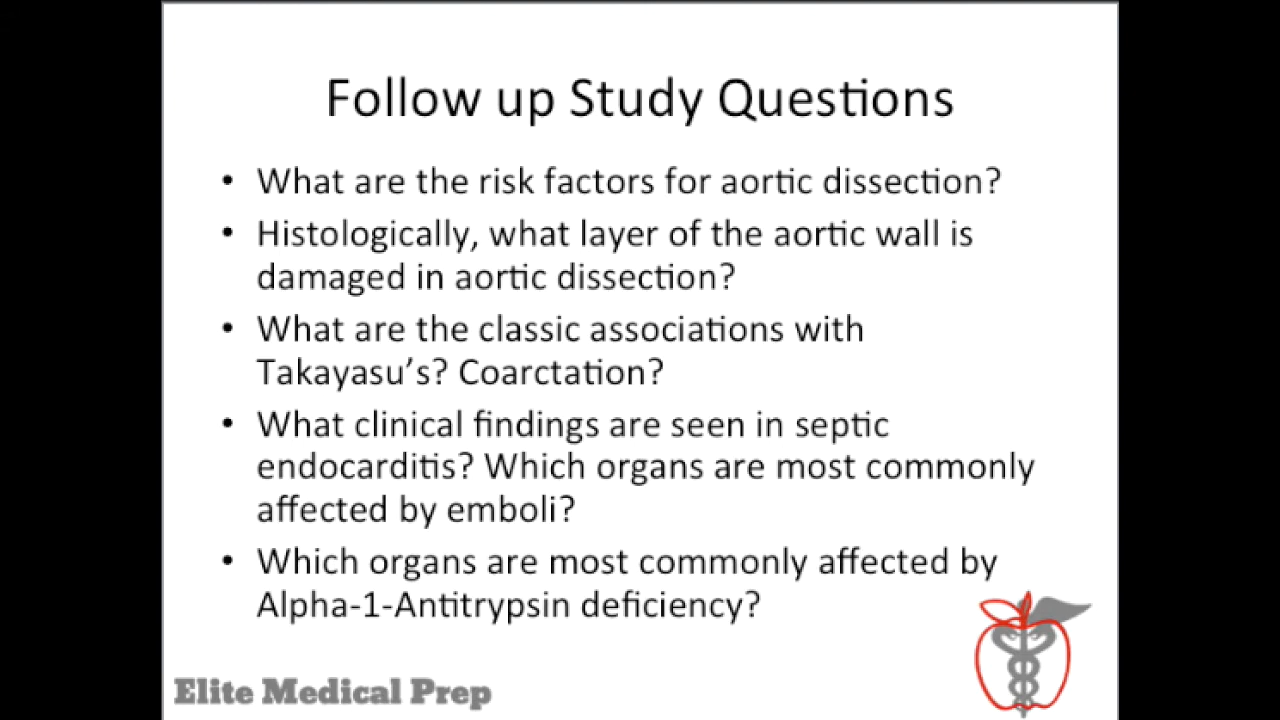 Follow up Study Questions
• What are the risk factors for aortic dissection?
• Histologically, what layer of the aortic wall is
damaged in aortic dissection?
• What are the classic associations with
Takayasu’s? Coarctation?
• What clinical findings are seen in septic
endocarditis? Which organs are most commonly
affected by emboli?
• Which organs are most commonly affected by
Alpha-1-Antitrypsin deficiency?
Elite Medical Prep